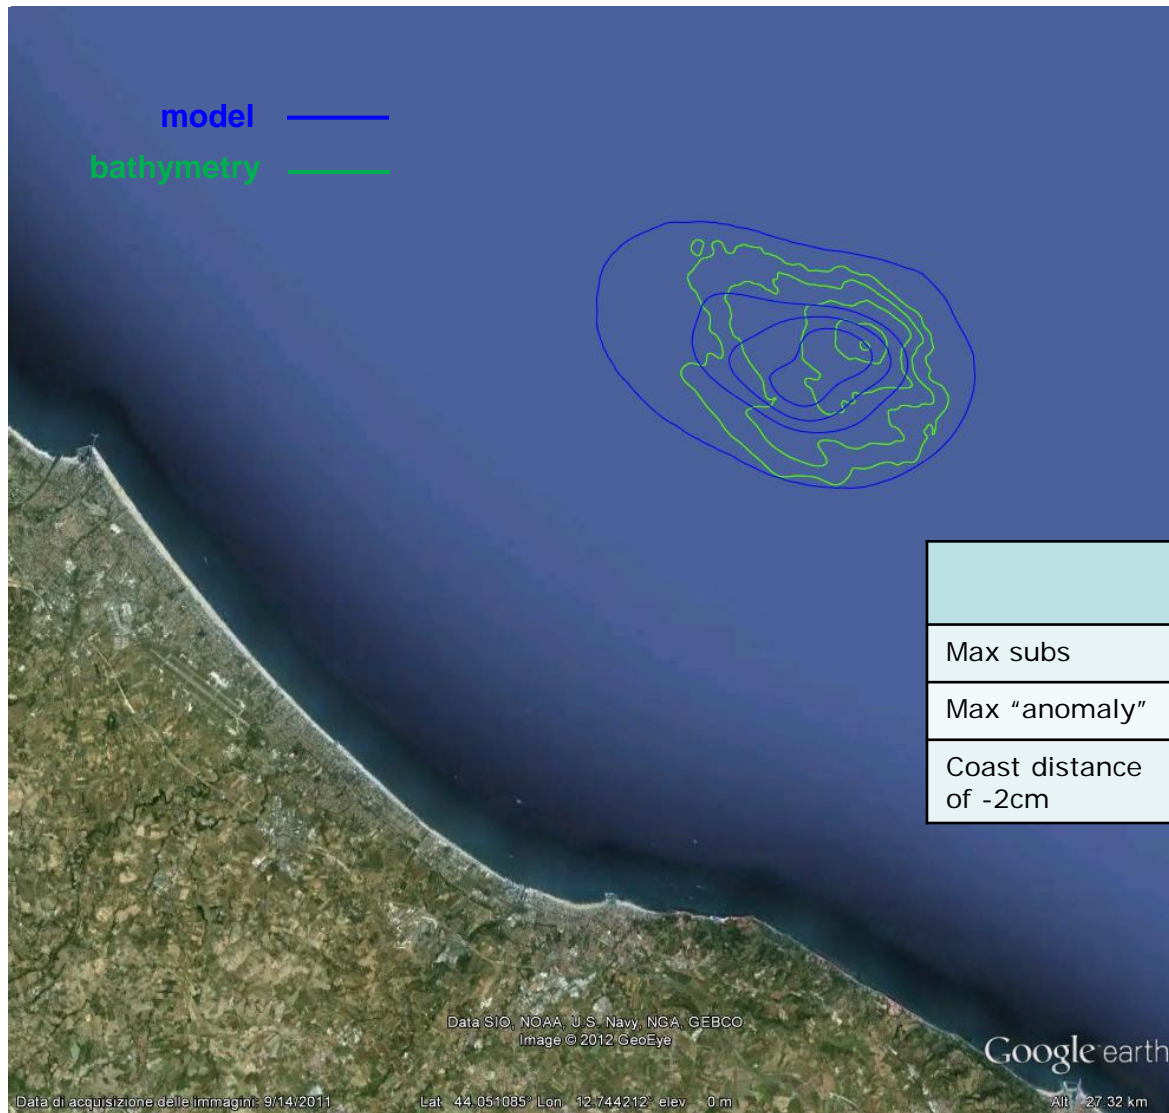 model
bathymetry
Max subs
Max “anomaly”
Coast distance
of -2cm
Data SIO, NOAA, U.S. Navy, NGA, GEBCO
Image © 2012 GeoEye
Google earth
Data di acquisizione delle immagini: 9/14/2011 Lat 44.051085° Lon 12.744212° elev 0 m Alt 27.32 km